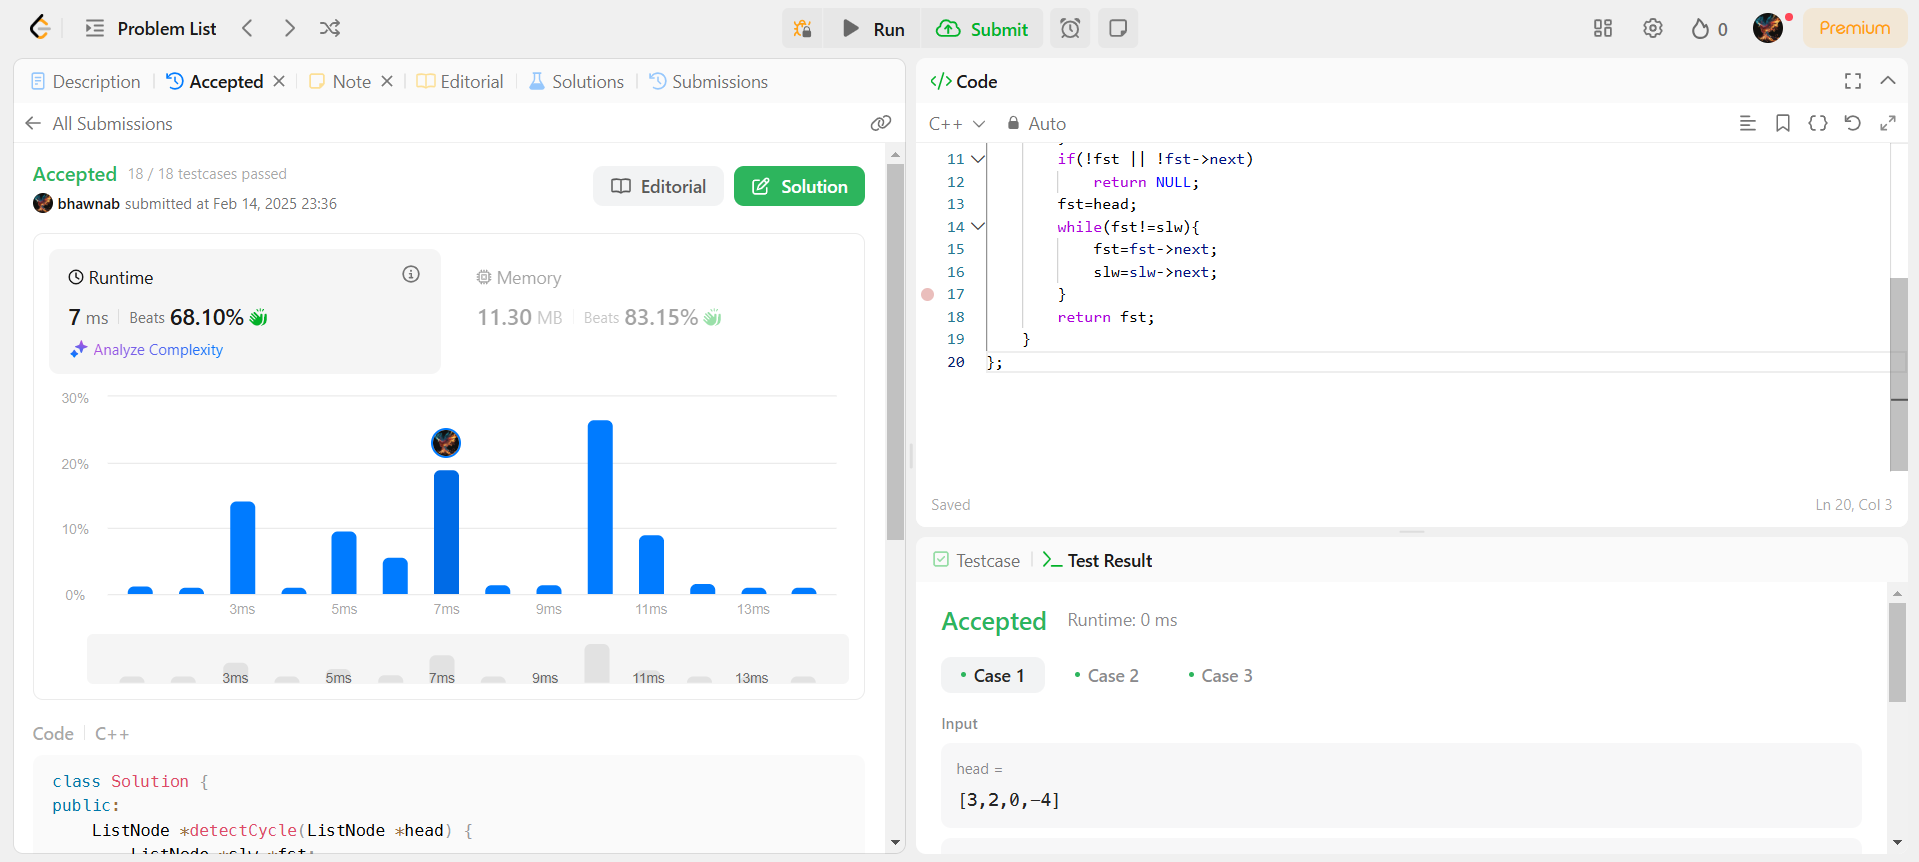 Problem List
Run
Submit
0
Premium
Description
Accepted
Note
Editorial
Solutions
Submissions
All Submissions
Accepted 18 / 18 testcases passed
bhawnab submitted at Feb 14, 2025 23:36
Editorial
Solution
Runtime
7 ms Beats 68.10%
Analyze Complexity
Memory
11.30 MB Beats 83.15%
30%
20%
10%
0%
3ms 5ms 7ms 9ms 11ms 13ms
3ms 5ms 7ms 9ms 11ms 13ms
Code C++
class Solution {
public:
ListNode *detectCycle(ListNode *head) {
ListNode *slw,*fst;
</> Code
C++ Auto
11 if(!fst || !fst->next)
12 return NULL;
13 fst=head;
14 while(fst!=slw){
15 fst=fst->next;
16 slw=slw->next;
17 }
18 return fst;
19 }
20 };
Saved
Ln 20, Col 3
Testcase
Test Result
Accepted Runtime: 0 ms
Case 1 Case 2 Case 3
Input
head =
[3,2,0,-4]